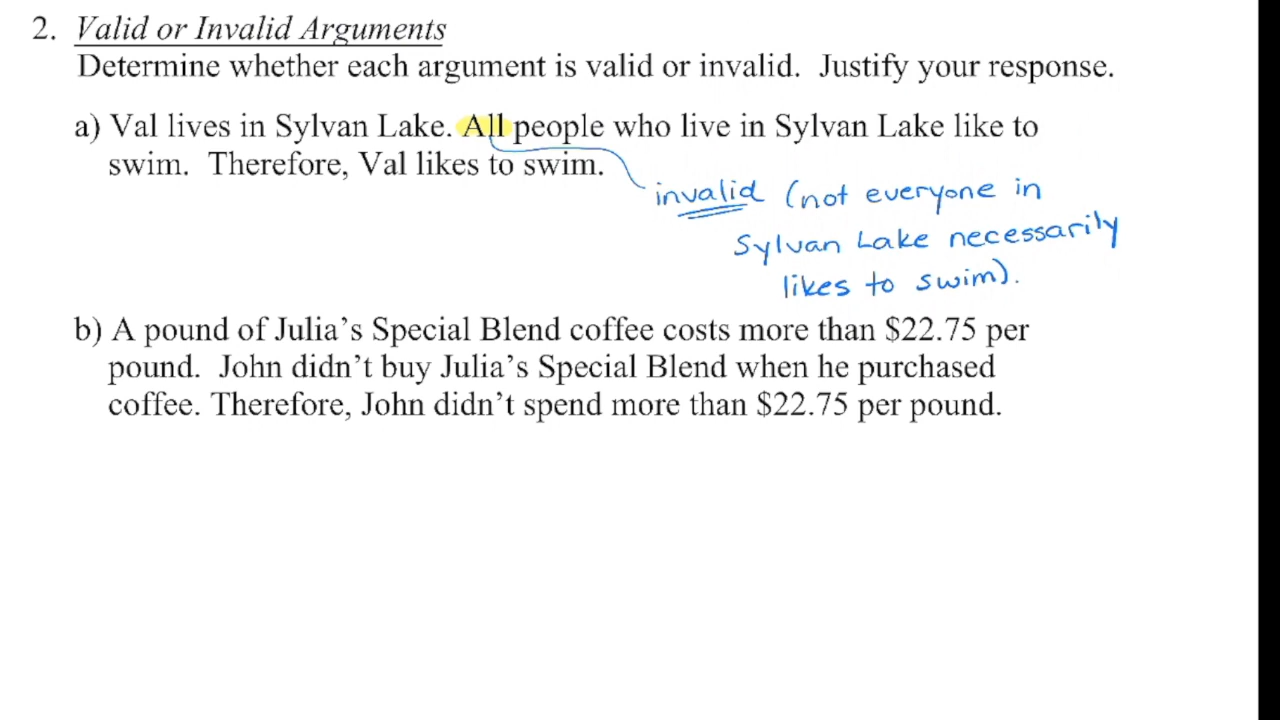 2. Valid or Invalid Arguments
Determine whether each argument is valid or invalid. Justify your response.
a) Val lives in Sylvan Lake. All people who live in Sylvan Lake like to
swim. Therefore, Val likes to swim.
invalid (not everyone in
Sylvan Lake necessarily
likes to swim).
b) A pound of Julia's Special Blend coffee costs more than $22.75 per
pound. John didn't buy Julia's Special Blend when he purchased
coffee. Therefore, John didn't spend more than $22.75 per pound.